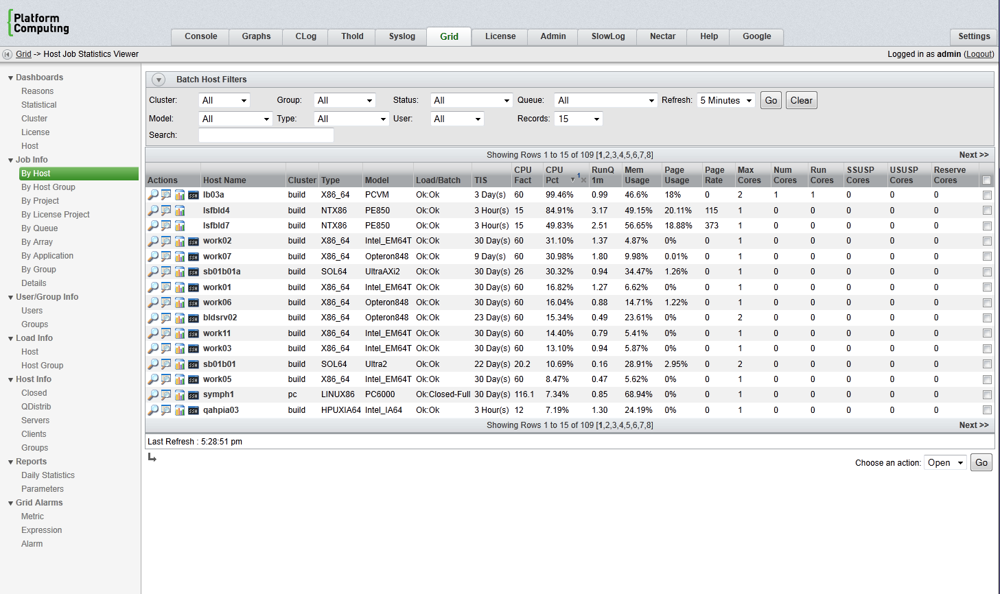 Platform
Computing
Console Graphs CLog Thold Syslog Grid License Admin SlowLog Nectar Help Google Settings
Grid -> Host Job Statistics Viewer Logged in as admin (Logout)
Dashboards
Reasons
Statistical
Cluster
License
Host
Job Info
By Host
By Host Group
By Project
By License Project
By Queue
By Array
By Application
By Group
Details
User/Group Info
Users
Groups
Load Info
Host
Host Group
Host Info
Closed
QDistrib
Servers
Clients
Groups
Reports
Daily Statistics
Parameters
Grid Alarms
Metric
Expression
Alarm
Batch Host Filters
Cluster: All Group: All Status: All Queue: All Refresh: 5 Minutes Go Clear
Model: All Type: All User: All Records: 15
Search:
Showing Rows 1 to 15 of 109 [1,2,3,4,5,6,7,8] Next >>
Actions Host Name Cluster Type Model Load/Batch TIS CPU Fact CPU Pct 1 RunQ 1m Mem Usage Page Usage Page Rate Max Cores Num Cores Run Cores SSUSP Cores USUSP Cores Reserve Cores
SSH lb03a build X86_64 PCVM Ok:Ok 3 Day(s) 60 99.46% 0.99 46.6% 18% 0 2 1 1 0 0 0
lsfbld4 build NTX86 PE850 Ok:Ok 3 Hour(s) 15 84.91% 3.17 49.15% 20.11% 115 1 0 0 0 0 0
lsfbld7 build NTX86 PE850 Ok:Ok 3 Hour(s) 15 49.83% 2.51 56.65% 18.88% 373 1 0 0 0 0 0
SSH work02 build X86_64 Intel_EM64T Ok:Ok 30 Day(s) 60 31.10% 1.37 4.87% 0% 0 1 0 0 0 0 0
SSH work07 build X86_64 Opteron848 Ok:Ok 9 Day(s) 60 30.98% 1.80 9.98% 0.01% 0 1 0 0 0 0 0
SSH sb01b01a build SOL64 UltraAXi2 Ok:Ok 30 Day(s) 26 30.32% 0.94 34.47% 1.26% 0 1 0 0 0 0 0
SSH work01 build X86_64 Intel_EM64T Ok:Ok 30 Day(s) 60 16.82% 1.27 6.62% 0% 0 1 0 0 0 0 0
SSH work06 build X86_64 Opteron848 Ok:Ok 30 Day(s) 60 16.04% 0.88 14.71% 1.22% 0 1 0 0 0 0 0
SSH bldsrv02 build X86_64 Opteron848 Ok:Ok 23 Day(s) 60 15.34% 0.49 23.61% 0% 0 2 0 0 0 0 0
SSH work11 build X86_64 Intel_EM64T Ok:Ok 30 Day(s) 60 14.40% 0.79 5.41% 0% 0 1 0 0 0 0 0
SSH work03 build X86_64 Intel_EM64T Ok:Ok 30 Day(s) 60 13.10% 0.94 5.87% 0% 0 1 0 0 0 0 0
SSH sb01b01 build SOL64 Ultra2 Ok:Ok 22 Day(s) 20.2 10.69% 0.16 28.91% 2.95% 0 2 0 0 0 0 0
SSH work05 build X86_64 Intel_EM64T Ok:Ok 30 Day(s) 60 8.47% 0.47 5.62% 0% 0 1 0 0 0 0 0
SSH symph1 pc LINUX86 PC6000 Ok:Closed-Full 30 Day(s) 116.1 7.34% 0.85 68.94% 0% 0 1 0 0 0 0 0
SSH qahpia03 build HPUXIA64 Intel_IA64 Ok:Ok 3 Hour(s) 12 7.19% 1.30 24.19% 0% 0 1 0 0 0 0 0
Showing Rows 1 to 15 of 109 [1,2,3,4,5,6,7,8] Next >>
Last Refresh : 5:28:51 pm
Choose an action: Open Go